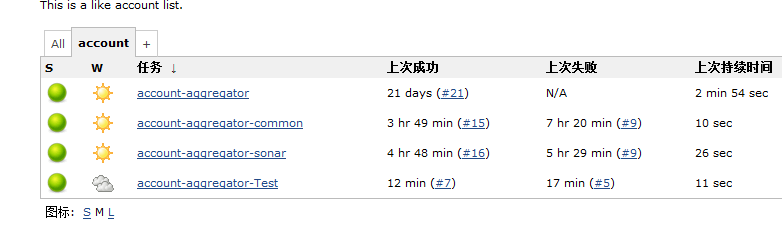 This is a like account list.
All account +
S W 任务 ↓ 上次成功 上次失败 上次持续时间
account-aggregator 21 days (#21) N/A 2 min 54 sec
account-aggregator-common 3 hr 49 min (#15) 7 hr 20 min (#9) 10 sec
account-aggregator-sonar 4 hr 48 min (#16) 5 hr 29 min (#9) 26 sec
account-aggregator-Test 12 min (#7) 17 min (#5) 11 sec
图标: S M L